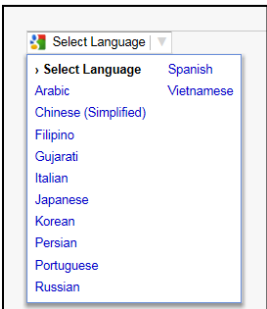 Select Language
› Select Language
Arabic
Chinese (Simplified)
Filipino
Gujarati
Italian
Japanese
Korean
Persian
Portuguese
Russian
Spanish
Vietnamese